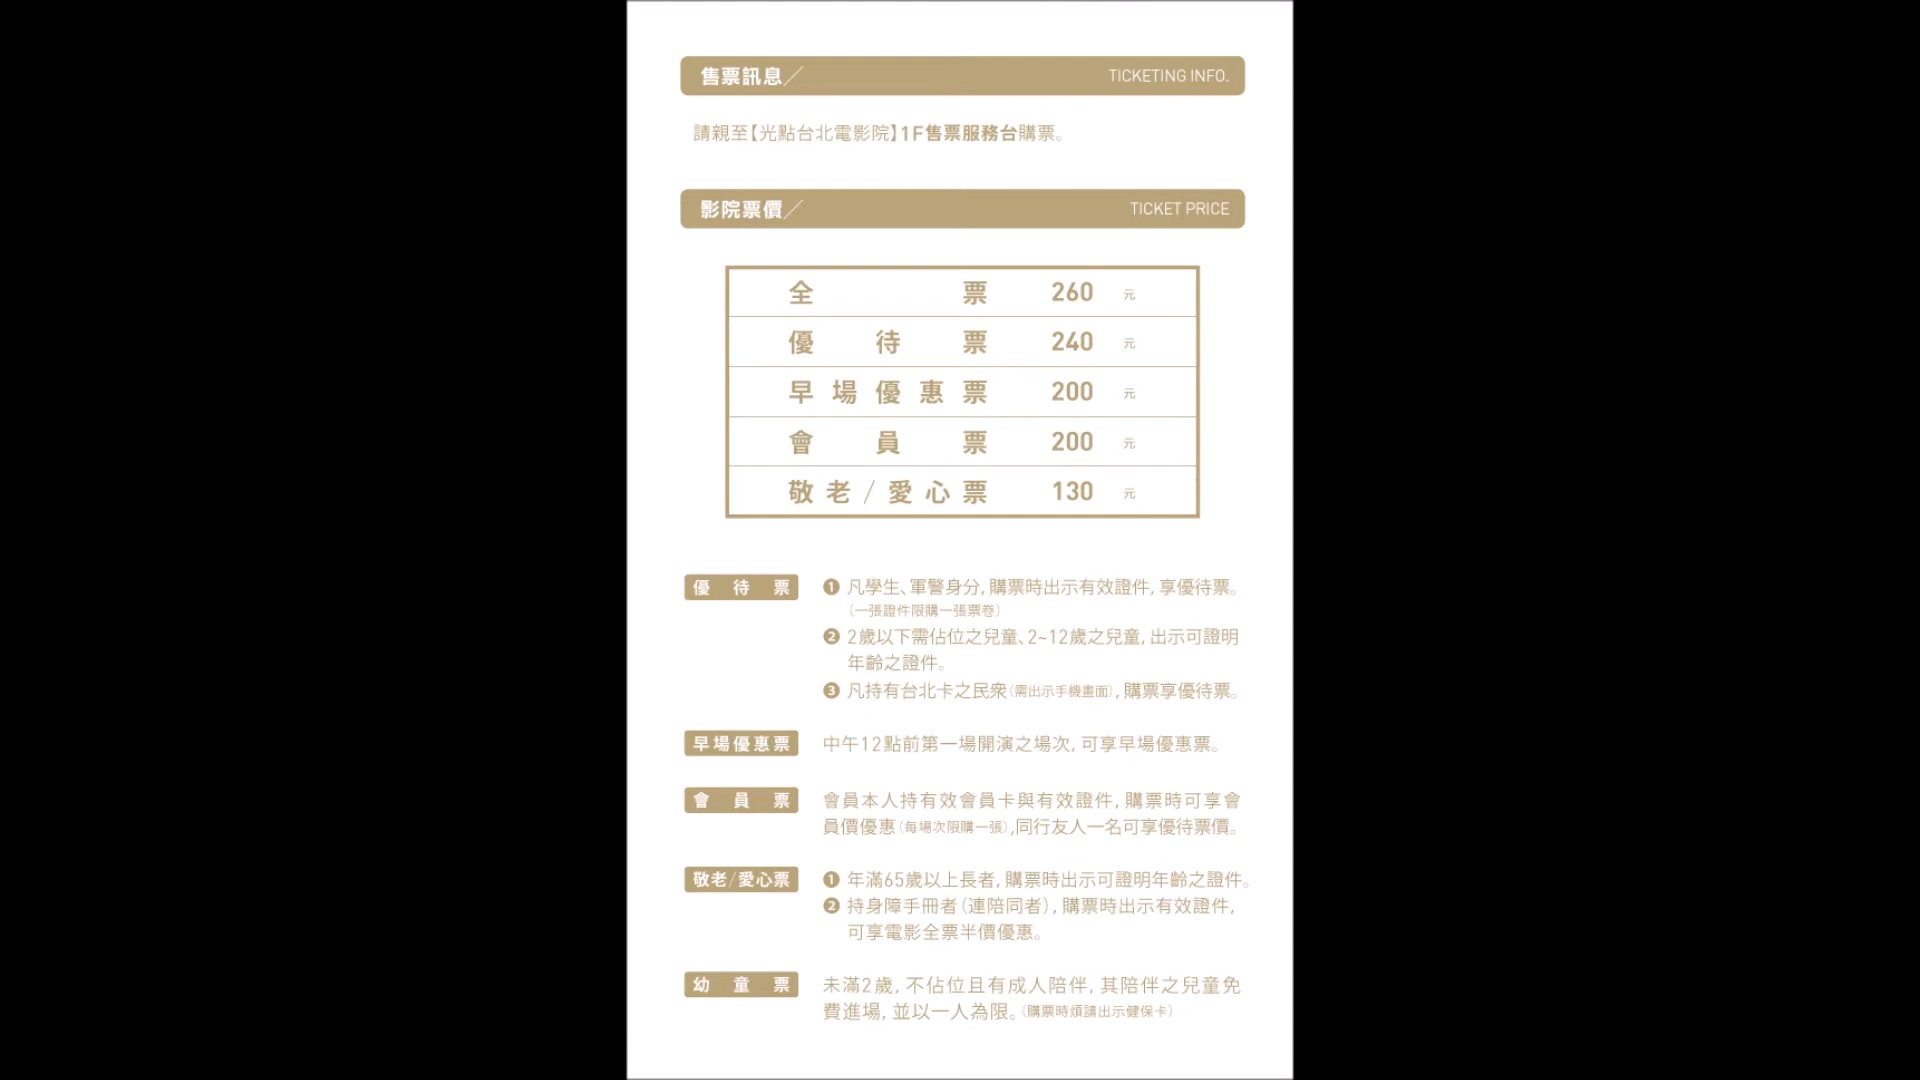 售票訊息／ TICKETING INFO.
請親至【光點台北電影院】1F售票服務台購票。
影院票價／ TICKET PRICE
全票 260 元
優待票 240 元
早場優惠票 200 元
會員票 200 元
敬老/愛心票 130 元
優待票 ❶ 凡學生、軍警身分, 購票時出示有效證件, 享優待票。
(一張證件限購一張票卷)
❷ 2歲以下需佔位之兒童、2~12歲之兒童, 出示可證明
年齡之證件。
❸ 凡持有台北卡之民眾(需出示手機畫面), 購票享優待票。
早場優惠票 中午12點前第一場開演之場次, 可享早場優惠票。
會員票 會員本人持有效會員卡與有效證件, 購票時可享會
員價優惠(每場次限購一張),同行友人一名可享優待票價。
敬老/愛心票 ❶ 年滿65歲以上長者, 購票時出示可證明年齡之證件。
❷ 持身障手冊者(連陪同者), 購票時出示有效證件,
可享電影全票半價優惠。
幼童票 未滿2歲, 不佔位且有成人陪伴, 其陪伴之兒童免
費進場, 並以一人為限。(購票時煩請出示健保卡)